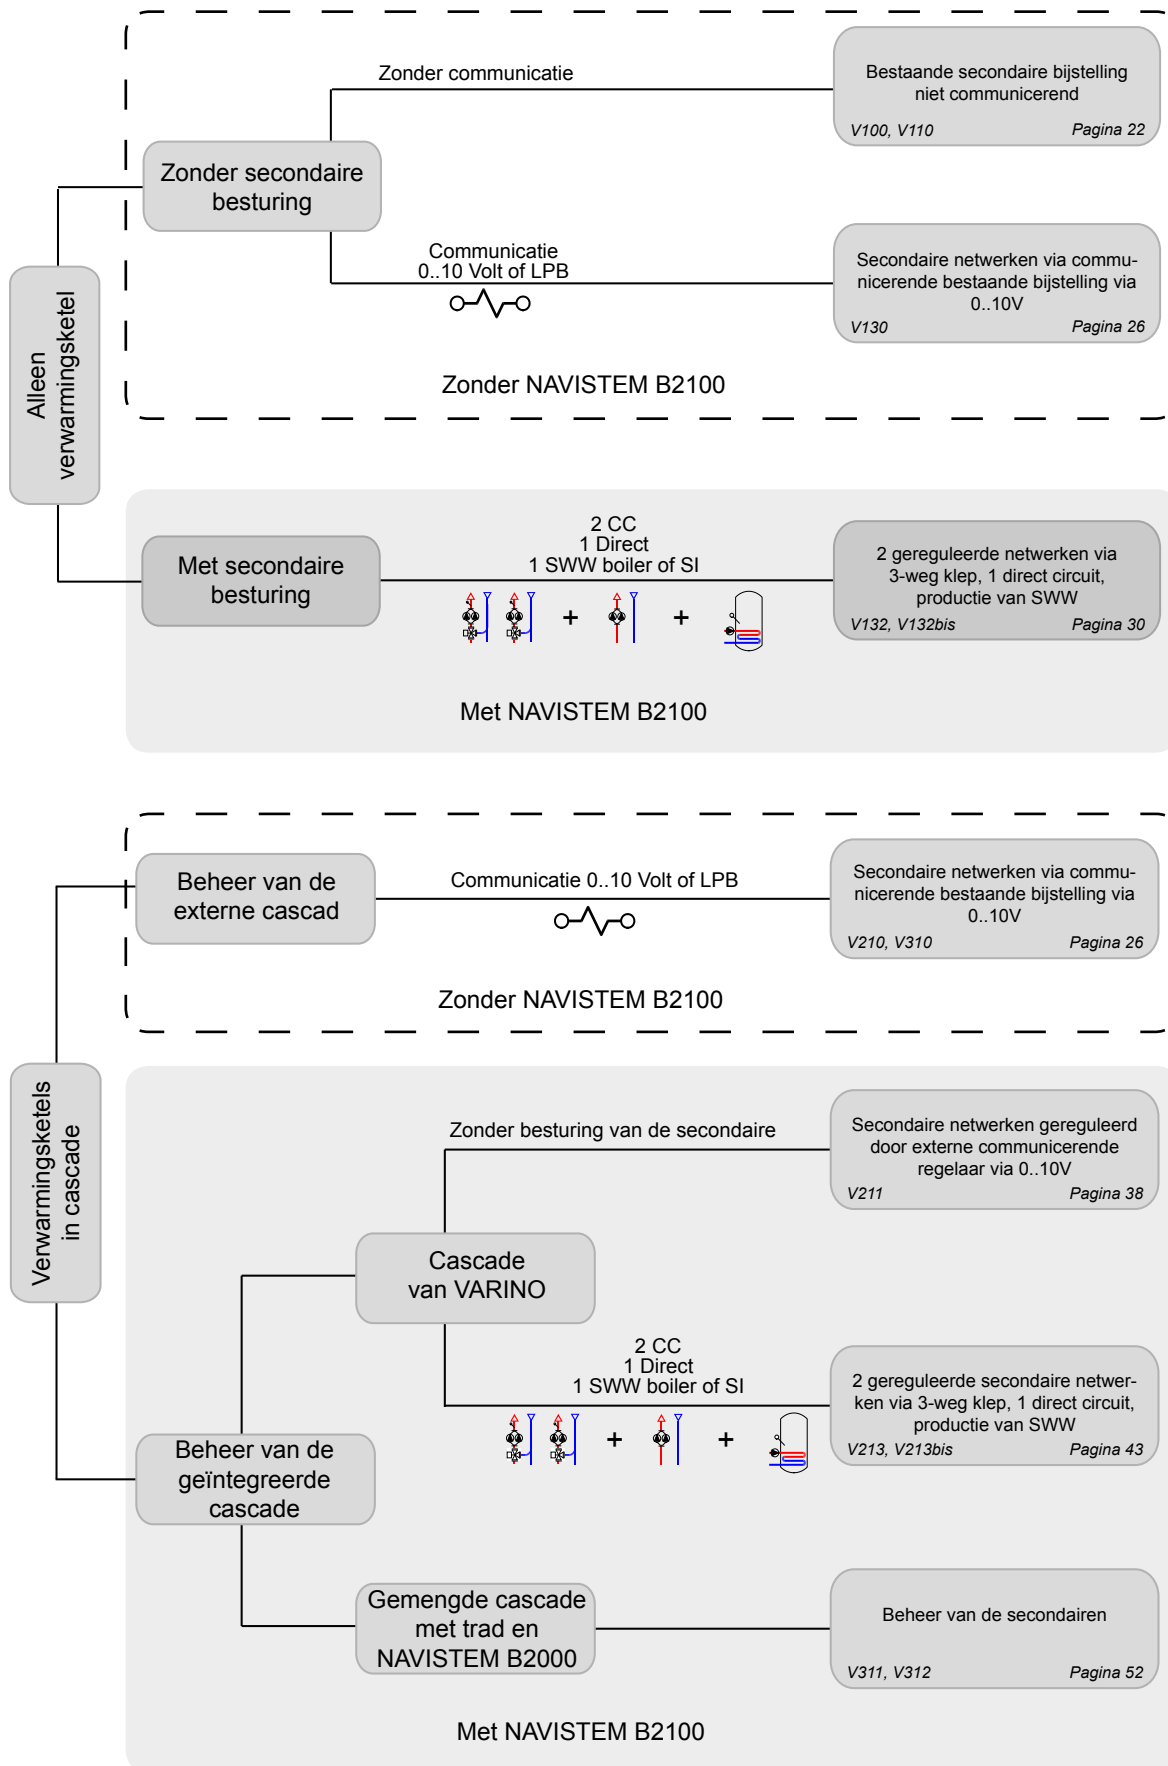 Zonder communicatie
Bestaande secondaire bijstelling
niet communicerend
V100, V110
Pagina 22
Zonder secondaire
besturing
Communicatie
0..10 Volt of LPB
Secondaire netwerken via commu-
nicerende bestaande bijstelling via
0..10V
V130
Pagina 26
Zonder NAVISTEM B2100
Alleen
verwarmingsketel
Met secondaire
besturing
2 CC
1 Direct
1 SWW boiler of SI
+
+
2 gereguleerde netwerken via
3-weg klep, 1 direct circuit,
productie van SWW
V132, V132bis
Pagina 30
Met NAVISTEM B2100
Beheer van de
externe cascad
Communicatie 0..10 Volt of LPB
Secondaire netwerken via commu-
nicerende bestaande bijstelling via
0..10V
V210, V310
Pagina 26
Zonder NAVISTEM B2100
Verwarmingsketels
in cascade
Zonder besturing van de secondaire
Secondaire netwerken gereguleerd
door externe communicerende
regelaar via 0..10V
V211
Pagina 38
Cascade
van VARINO
2 CC
1 Direct
1 SWW boiler of SI
+
+
2 gereguleerde secondaire netwer-
ken via 3-weg klep, 1 direct circuit,
productie van SWW
V213, V213bis
Pagina 43
Beheer van de
geïntegreerde
cascade
Gemengde cascade
met trad en
NAVISTEM B2000
Beheer van de secondairen
V311, V312
Pagina 52
Met NAVISTEM B2100